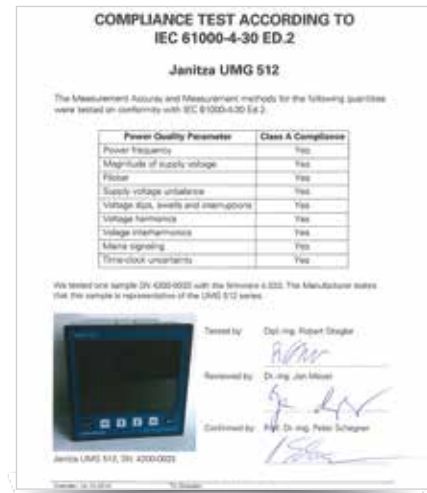 COMPLIANCE TEST ACCORDING TO
IEC 61000-4-30 ED.2
Janitza UMG 512
The Measurement Accuracy and Measurement methods for the following quantities
were tested on conformity with IEC 61000-4-30 Ed.2.
Power Quality Parameter Class A Compliance
Power frequency Yes
Magnitude of supply voltage Yes
Flicker Yes
Supply voltage unbalance Yes
Voltage dips, swells and interruptions Yes
Voltage harmonics Yes
Voltage interharmonics Yes
Mains signaling Yes
Time-clock uncertainty Yes
We tested one sample SN 4200-0003 with the firmware The Manufacturer states
that this sample is representative of the UMG 512 series.
Tested by Dipl.-Ing. Robert Stiegler
Reviewed by Dr.-Ing. Jan Meyer
Confirmed by Prof. Dr.-Ing. Peter Schegner
Janitza UMG 512, SN: 4200-0003